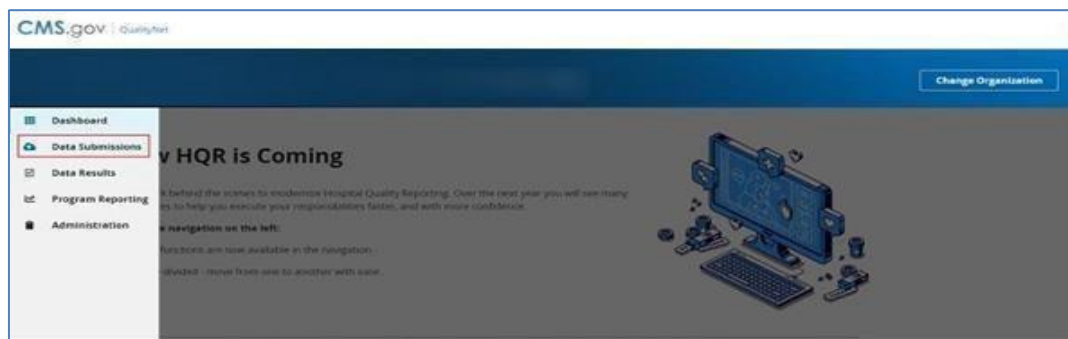 CMS.gov | QualityNet
Change Organization
Dashboard
Data Submissions
Data Results
Program Reporting
Administration
w HQR is Coming
behind the scenes to modernize Hospital Quality Reporting. Over the next year you will see many
es to help you execute your responsibilities faster, and with more confidence.
e navigation on the left:
functions are now available in the navigation
divided - move from one to another with ease.